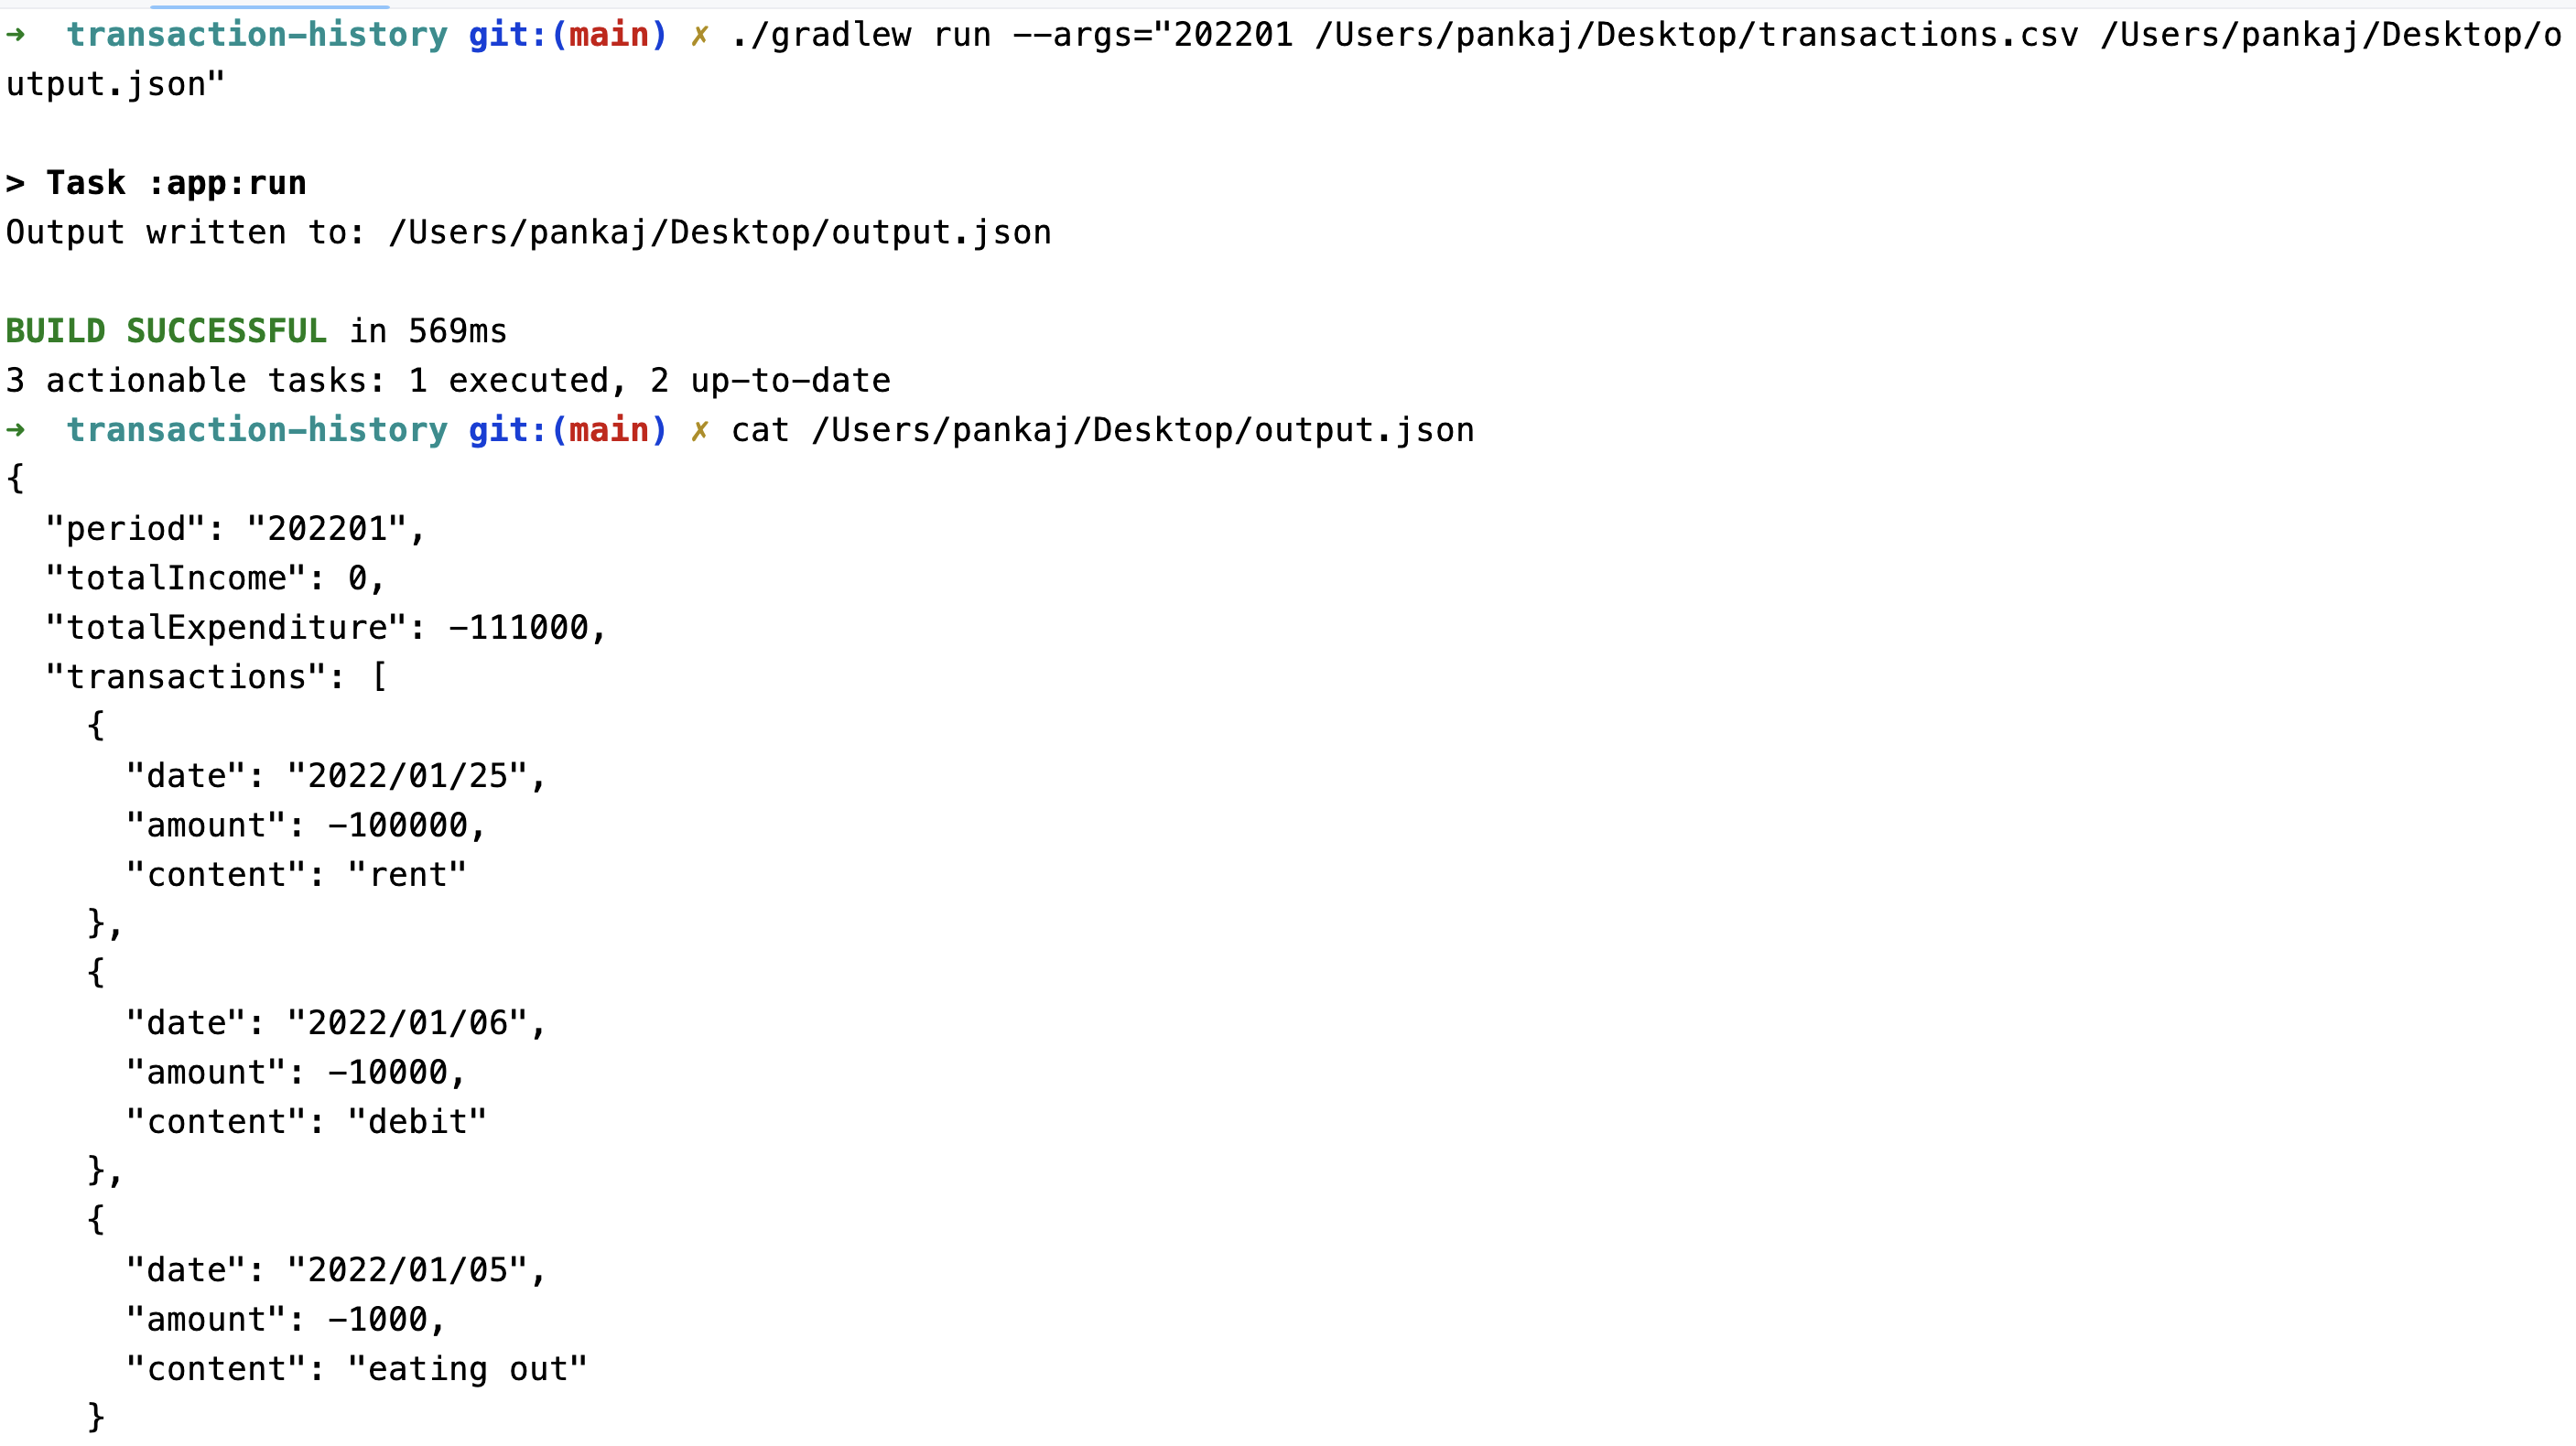 ➜  transaction-history git:(main) ✗ ./gradlew run --args="202201 /Users/pankaj/Desktop/transactions.csv /Users/pankaj/Desktop/o
utput.json"

> Task :app:run
Output written to: /Users/pankaj/Desktop/output.json

BUILD SUCCESSFUL in 569ms
3 actionable tasks: 1 executed, 2 up-to-date
➜  transaction-history git:(main) ✗ cat /Users/pankaj/Desktop/output.json
{
  "period": "202201",
  "totalIncome": 0,
  "totalExpenditure": -111000,
  "transactions": [
    {
      "date": "2022/01/25",
      "amount": -100000,
      "content": "rent"
    },
    {
      "date": "2022/01/06",
      "amount": -10000,
      "content": "debit"
    },
    {
      "date": "2022/01/05",
      "amount": -1000,
      "content": "eating out"
    }